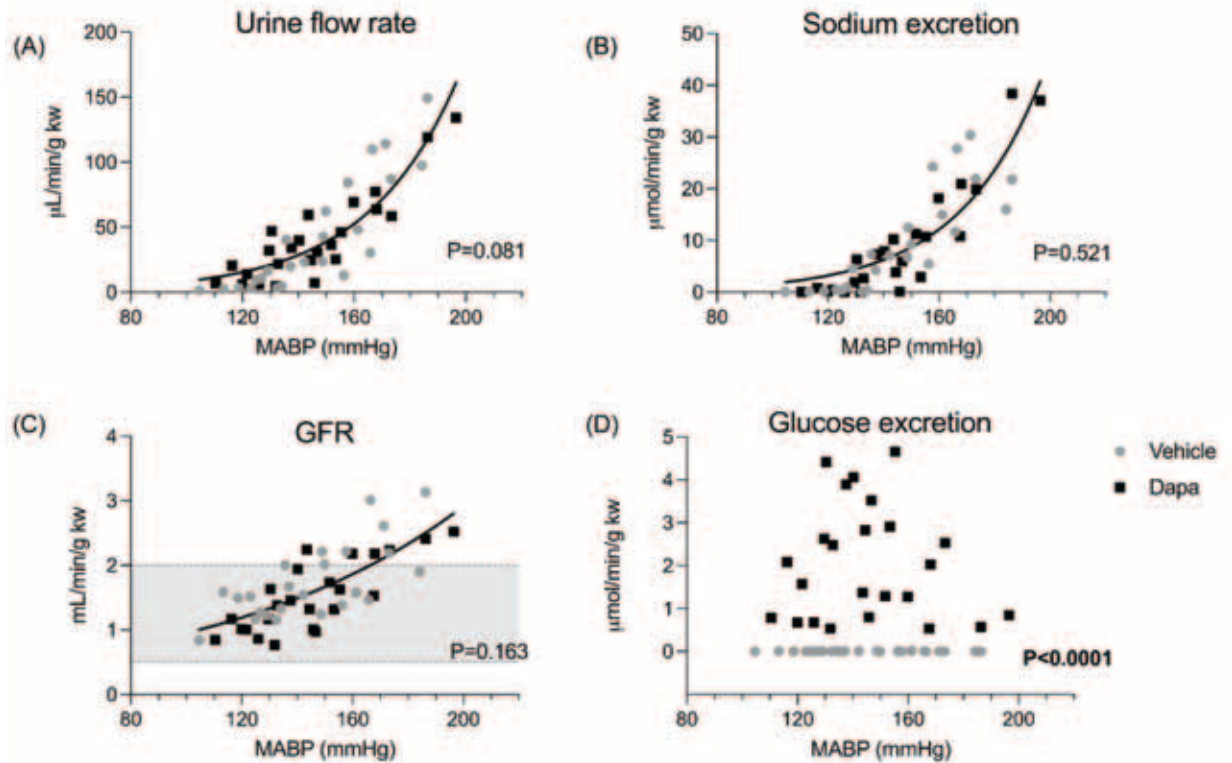 (A)
Urine flow rate
200
150
100
50
0
µL/min/g kw
P=0.081
80
120
160
200
MABP (mmHg)
(B)
Sodium excretion
50
40
30
20
10
0
µmol/min/g kw
P=0.521
80
120
160
200
MABP (mmHg)
(C)
GFR
4
3
2
1
0
mL/min/g kw
P=0.163
80
120
160
200
MABP (mmHg)
(D)
Glucose excretion
5
4
3
2
1
0
µmol/min/g kw
P<0.0001
80
120
160
200
MABP (mmHg)
Vehicle
Dapa